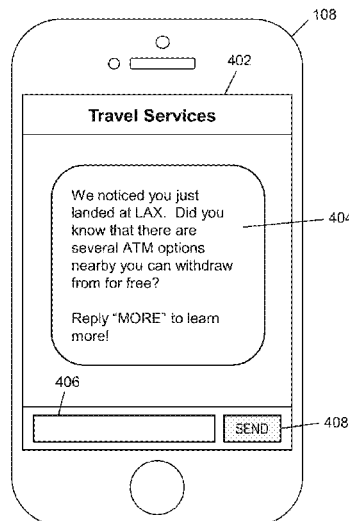 108
402
Travel Services
We noticed you just
landed at LAX. Did you
know that there are
several ATM options
nearby you can withdraw
from for free?
Reply "MORE" to learn
more!
404
406
SEND
408